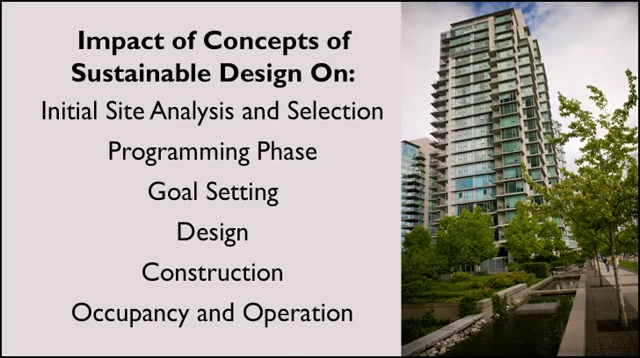 Impact of Concepts of
Sustainable Design On:
Initial Site Analysis and Selection
Programming Phase
Goal Setting
Design
Construction
Occupancy and Operation